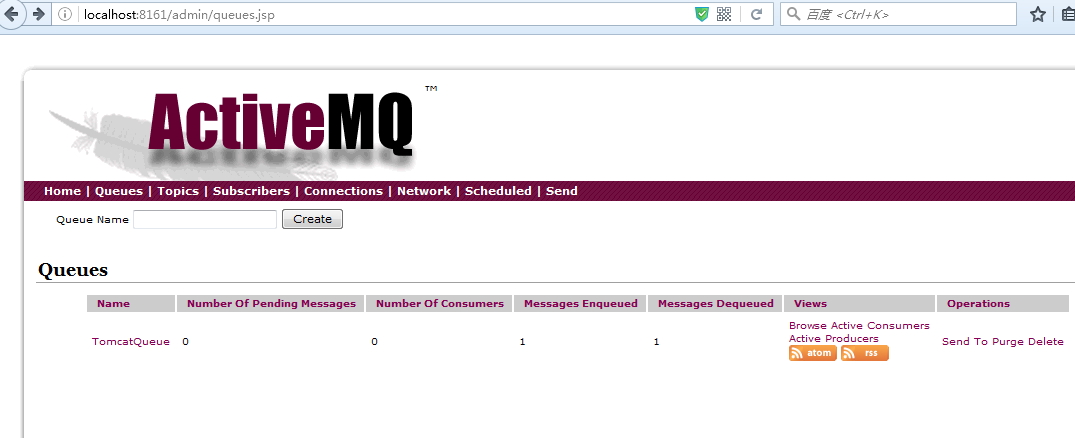 localhost:8161/admin/queues.jsp
百度 <Ctrl+K>
ActiveMQ ™
Home | Queues | Topics | Subscribers | Connections | Network | Scheduled | Send
Queue Name Create
Queues
Name Number Of Pending Messages Number Of Consumers Messages Enqueued Messages Dequeued Views Operations
TomcatQueue 0 0 1 1 Browse Active Consumers
Active Producers
atom rss
Send To Purge Delete